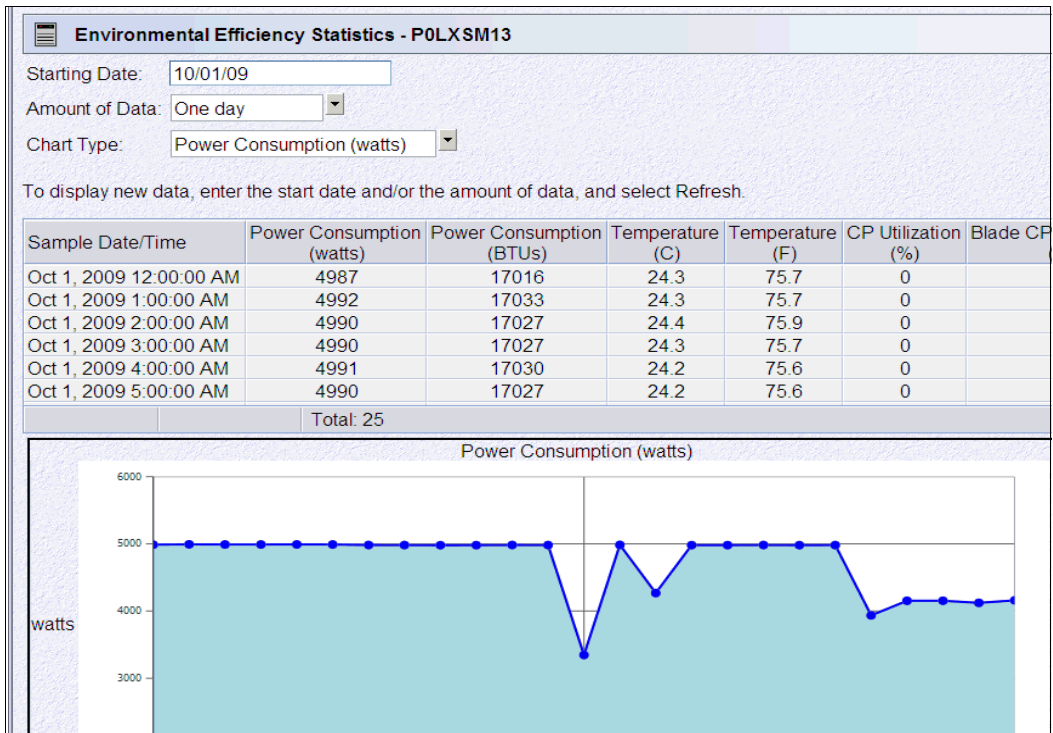 Environmental Efficiency Statistics - P0LXSM13
Starting Date: 10/01/09
Amount of Data: One day
Chart Type: Power Consumption (watts)
To display new data, enter the start date and/or the amount of data, and select Refresh.
Sample Date/Time Power Consumption (watts) Power Consumption (BTUs) Temperature (C) Temperature (F) CP Utilization (%) Blade CP
Oct 1, 2009 12:00:00 AM 4987 17016 24.3 75.7 0
Oct 1, 2009 1:00:00 AM 4992 17033 24.3 75.7 0
Oct 1, 2009 2:00:00 AM 4990 17027 24.4 75.9 0
Oct 1, 2009 3:00:00 AM 4990 17027 24.3 75.7 0
Oct 1, 2009 4:00:00 AM 4991 17030 24.2 75.6 0
Oct 1, 2009 5:00:00 AM 4990 17027 24.2 75.6 0
Total: 25
Power Consumption (watts)
6000
5000
4000
watts
3000